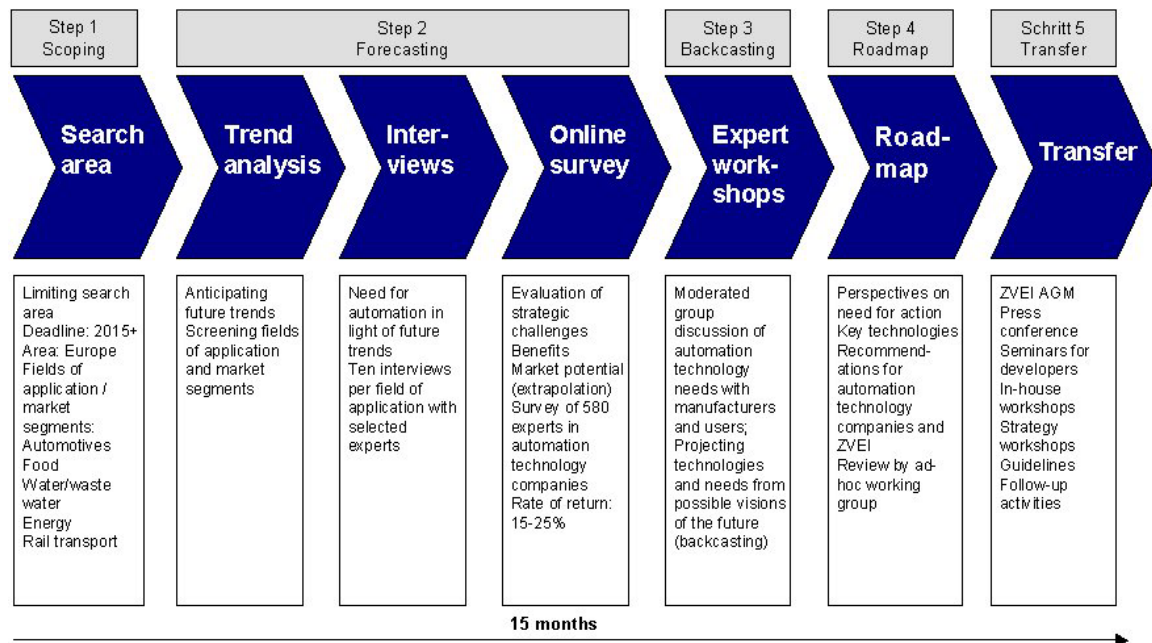 Step 1
Scoping
Step 2
Forecasting
Step 3
Backcasting
Step 4
Roadmap
Schritt 5
Transfer
Search
area
Trend
analysis
Inter-
views
Online
survey
Expert
work-
shops
Road-
map
Transfer
Limiting search
area
Deadline: 2015+
Area: Europe
Fields of
application /
market
segments:
Automotives
Food
Water/waste
water
Energy
Rail transport
Anticipating
future trends
Screening fields
of application
and market
segments
Need for
automation in
light of future
trends
Ten interviews
per field of
application with
selected
experts
Evaluation of
strategic
challenges
Benefits
Market potential
(extrapolation)
Survey of 580
experts in
automation
technology
companies
Rate of return:
15-25%
Moderated
group
discussion of
automation
technology
needs with
manufacturers
and users;
Projecting
technologies
and needs from
possible visions
of the future
(backcasting)
Perspectives on
need for action
Key technologies
Recommend-
ations for
automation
technology
companies and
ZVEI
Review by ad-
hoc working
group
ZVEI AGM
Press
conference
Seminars for
developers
In-house
workshops
Strategy
workshops
Guidelines
Follow-up
activities
15 months